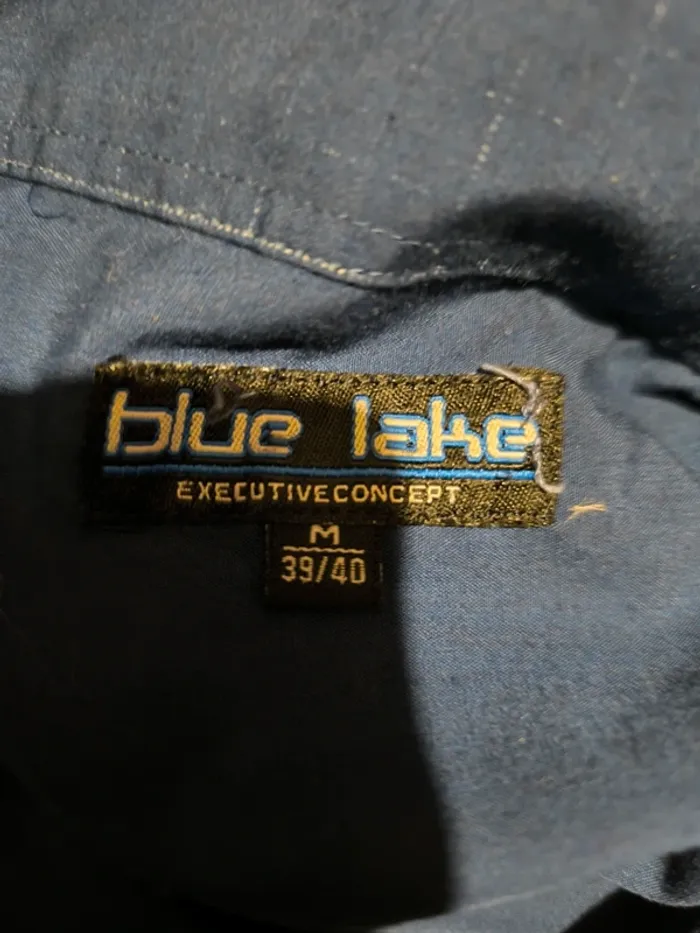 blue lake
EXECUTIVECONCEPT
M
39/40